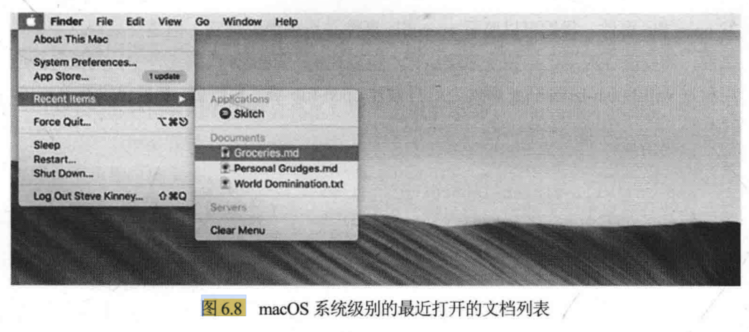 Finder File Edit View Go Window Help
About This Mac
System Preferences...
App Store... 1 update
Recent Items ▶
Force Quit... ⌥⌘⎋
Sleep
Restart...
Shut Down...
Log Out Steve Kinney... ⇧⌘Q
Applications
Skitch
Documents
Groceries.md
Personal Grudges.md
World Dominination.txt
Servers
Clear Menu
图 6.8 macOS 系统级别的最近打开的文档列表